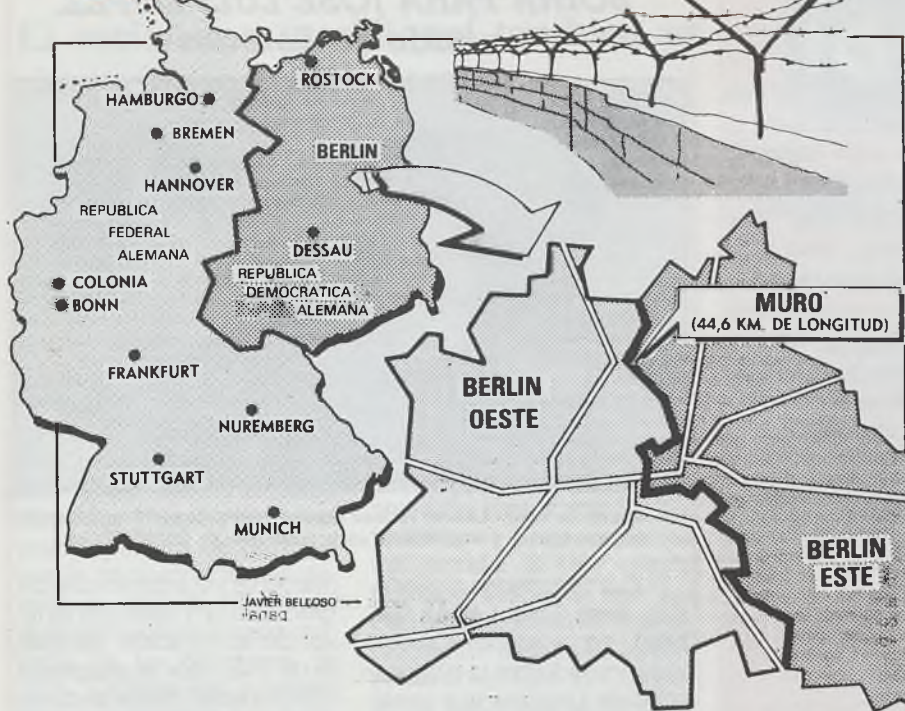 ROSTOCK
HAMBURGO
BREMEN
BERLIN
HANNOVER
REPUBLICA
FEDERAL
ALEMANA
DESSAU
REPUBLICA
DEMOCRATICA
ALEMANA
COLONIA
BONN
FRANKFURT
NUREMBERG
STUTTGART
MUNICH
MURO
(44,6 KM. DE LONGITUD)
BERLIN
OESTE
BERLIN
ESTE
JAVIER BELLOSO